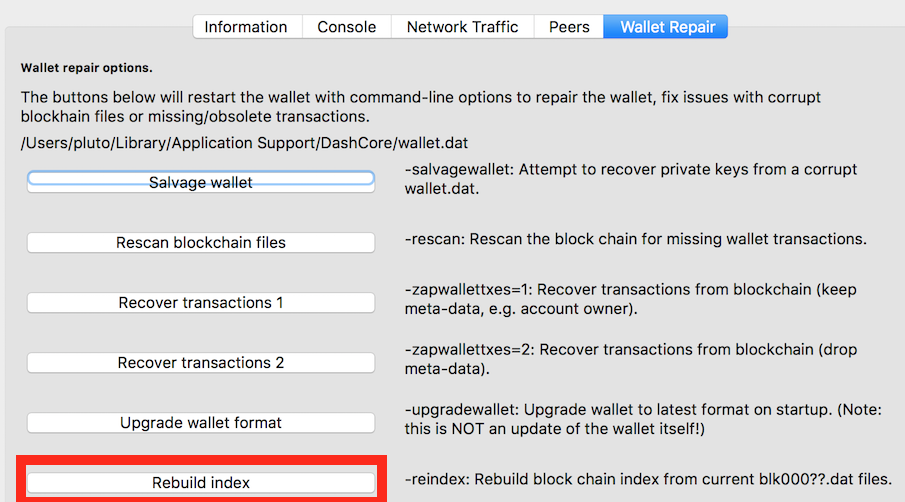 Information Console Network Traffic Peers Wallet Repair
Wallet repair options.
The buttons below will restart the wallet with command-line options to repair the wallet, fix issues with corrupt
blockhain files or missing/obsolete transactions.
/Users/pluto/Library/Application Support/DashCore/wallet.dat
Salvage wallet
-salvagewallet: Attempt to recover private keys from a corrupt
wallet.dat.
Rescan blockchain files
-rescan: Rescan the block chain for missing wallet transactions.
Recover transactions 1
-zapwallettxes=1: Recover transactions from blockchain (keep
meta-data, e.g. account owner).
Recover transactions 2
-zapwallettxes=2: Recover transactions from blockchain (drop
meta-data).
Upgrade wallet format
-upgradewallet: Upgrade wallet to latest format on startup. (Note:
this is NOT an update of the wallet itself!)
Rebuild index
-reindex: Rebuild block chain index from current blk000??.dat files.